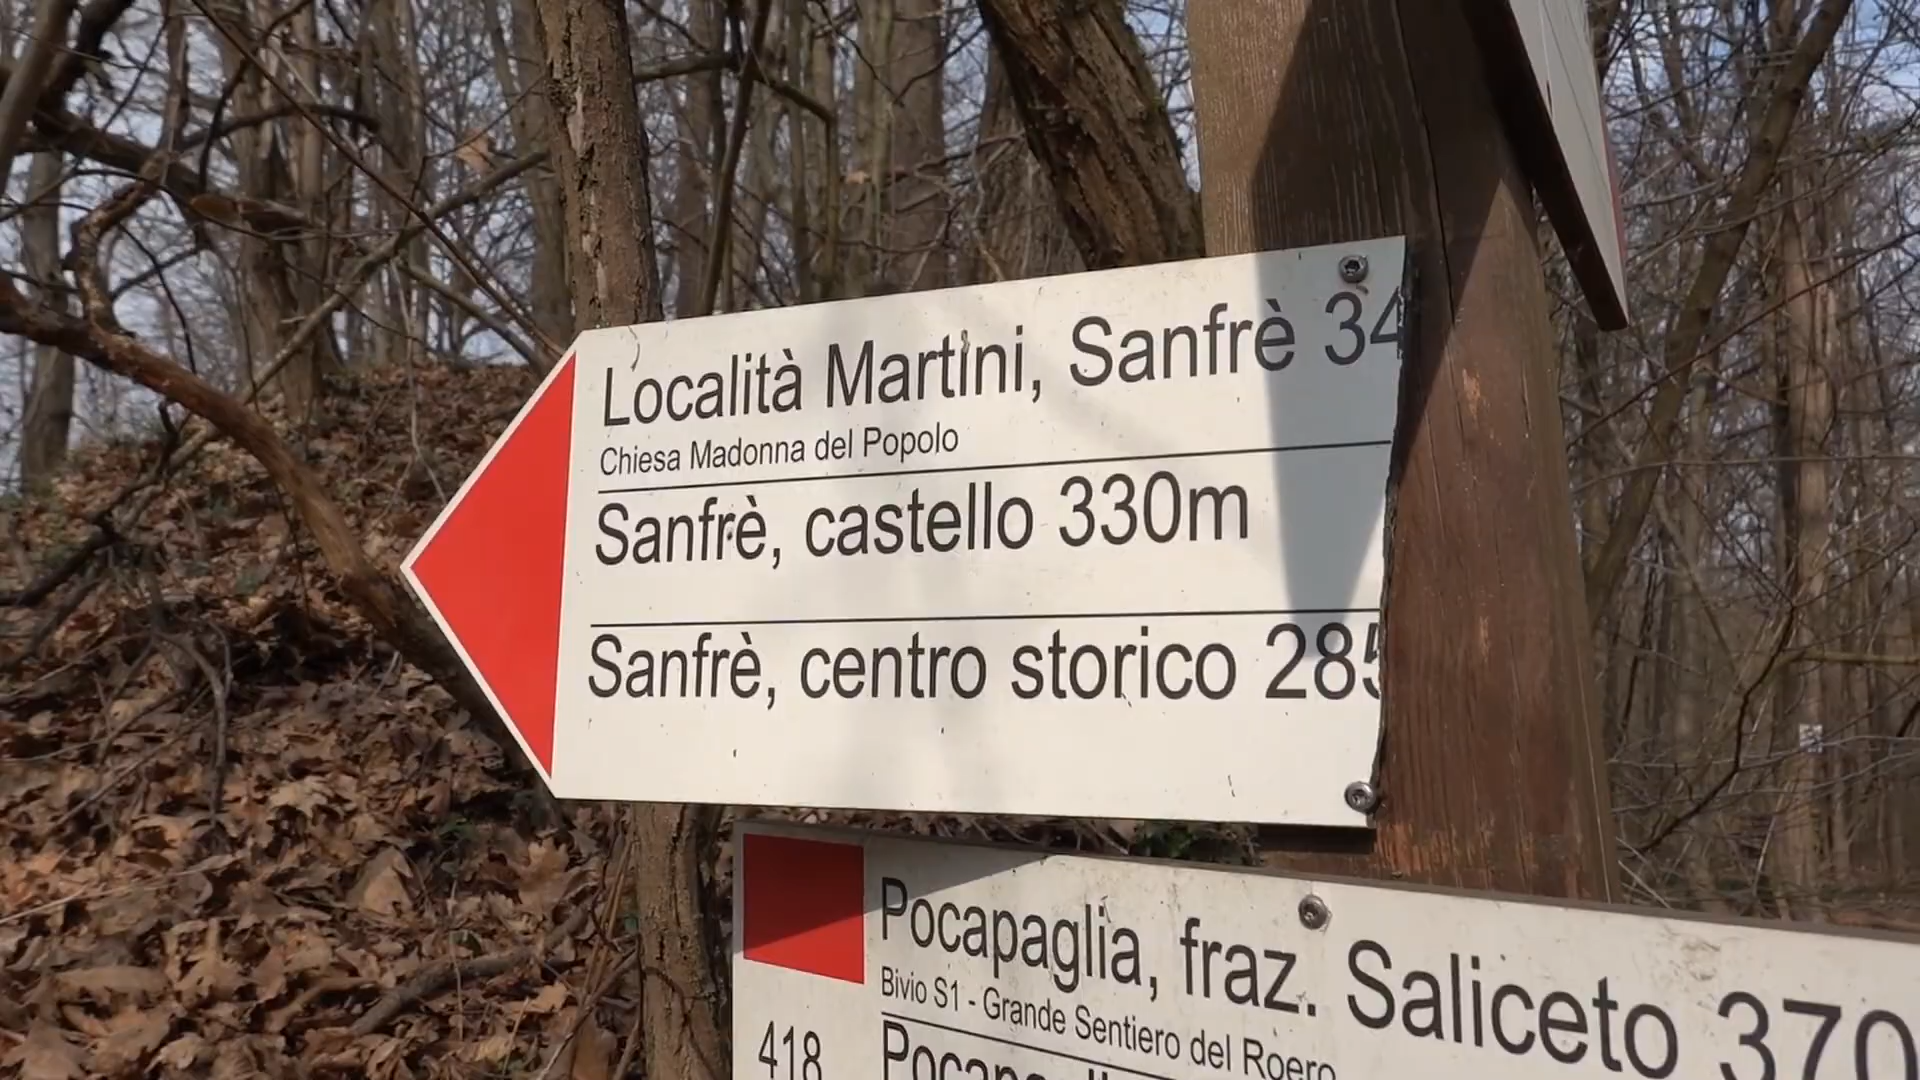 Località Martini, Sanfrè 34
Chiesa Madonna del Popolo
Sanfrè, castello 330m
Sanfrè, centro storico 285
Pocapaglia, fraz. Saliceto 370
Bivio S1 - Grande Sentiero del Roero
418